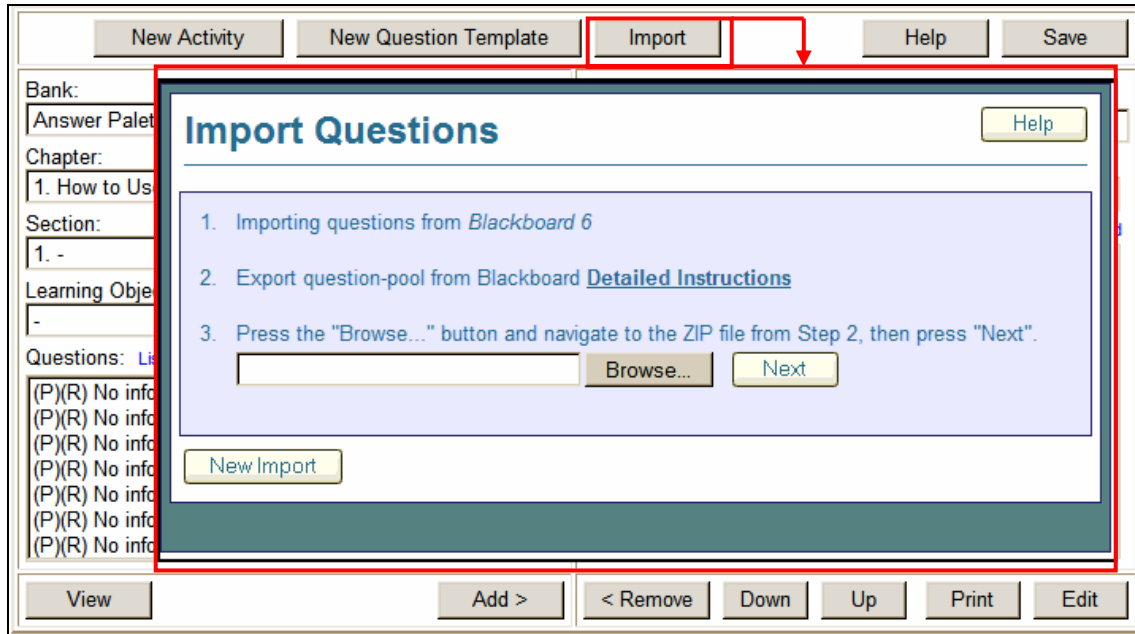 New Activity New Question Template Import Help Save
Bank:
Answer Palet
Chapter:
1. How to Us
Section:
1. -
Learning Obje
-
Questions: Lis
(P)(R) No info
(P)(R) No info
(P)(R) No info
(P)(R) No info
(P)(R) No info
(P)(R) No info
(P)(R) No info
Import Questions Help
1. Importing questions from Blackboard 6
2. Export question-pool from Blackboard Detailed Instructions
3. Press the "Browse..." button and navigate to the ZIP file from Step 2, then press "Next".
Browse... Next
New Import
View Add > < Remove Down Up Print Edit